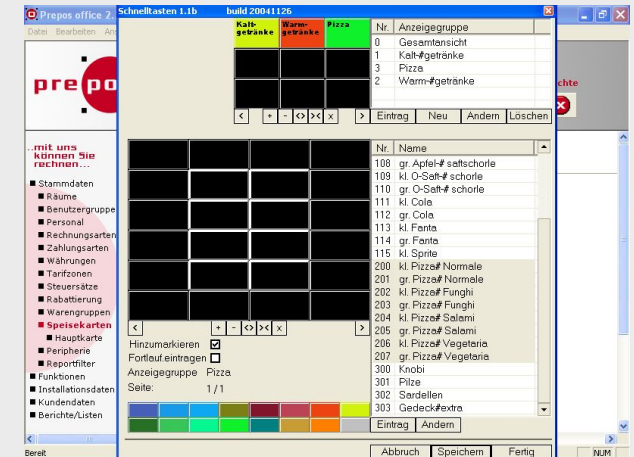 Prepos office 2.
Schnelltasten 1.1b build 20041126
Datei Bearbeiten An
prepo
..mit uns
können Sie
rechnen...
Stammdaten
Räume
Benutzergruppe
Personal
Rechnungsarten
Zahlungsarten
Währungen
Tarifzonen
Steuersätze
Rabattierung
Warengruppen
Speisekarten
Hauptkarte
Peripherie
Reportfilter
Funktionen
Installationsdaten
Kundendaten
Berichte/Listen
Bereit
Kalt-
getränke
Warm-
getränke
Pizza
< + - <> >< x >
Nr. Anzeigegruppe
0 Gesamtansicht
1 Kalt-#getränke
3 Pizza
2 Warm-#getränke
Eintrag Neu Ändern Löschen
chte
Nr. Name
108 gr. Apfel-# saftschorle
109 kl. O-Saft-# schorle
110 gr. O-Saft-# schorle
111 kl. Cola
112 gr. Cola
113 kl. Fanta
114 gr. Fanta
115 kl. Sprite
200 kl. Pizza# Normale
201 gr. Pizza# Normale
202 kl. Pizza# Funghi
203 gr. Pizza# Funghi
204 kl. Pizza# Salami
205 gr. Pizza# Salami
206 kl. Pizza# Vegetaria
207 gr. Pizza# Vegetaria
300 Knobi
301 Pilze
302 Sardellen
303 Gedeck#extra
Eintrag Ändern
< + - <> >< x >
Hinzumarkieren
Fortlauf.eintragen
Anzeigegruppe Pizza
Seite: 1 / 1
Abbruch Speichern Fertig
NUM